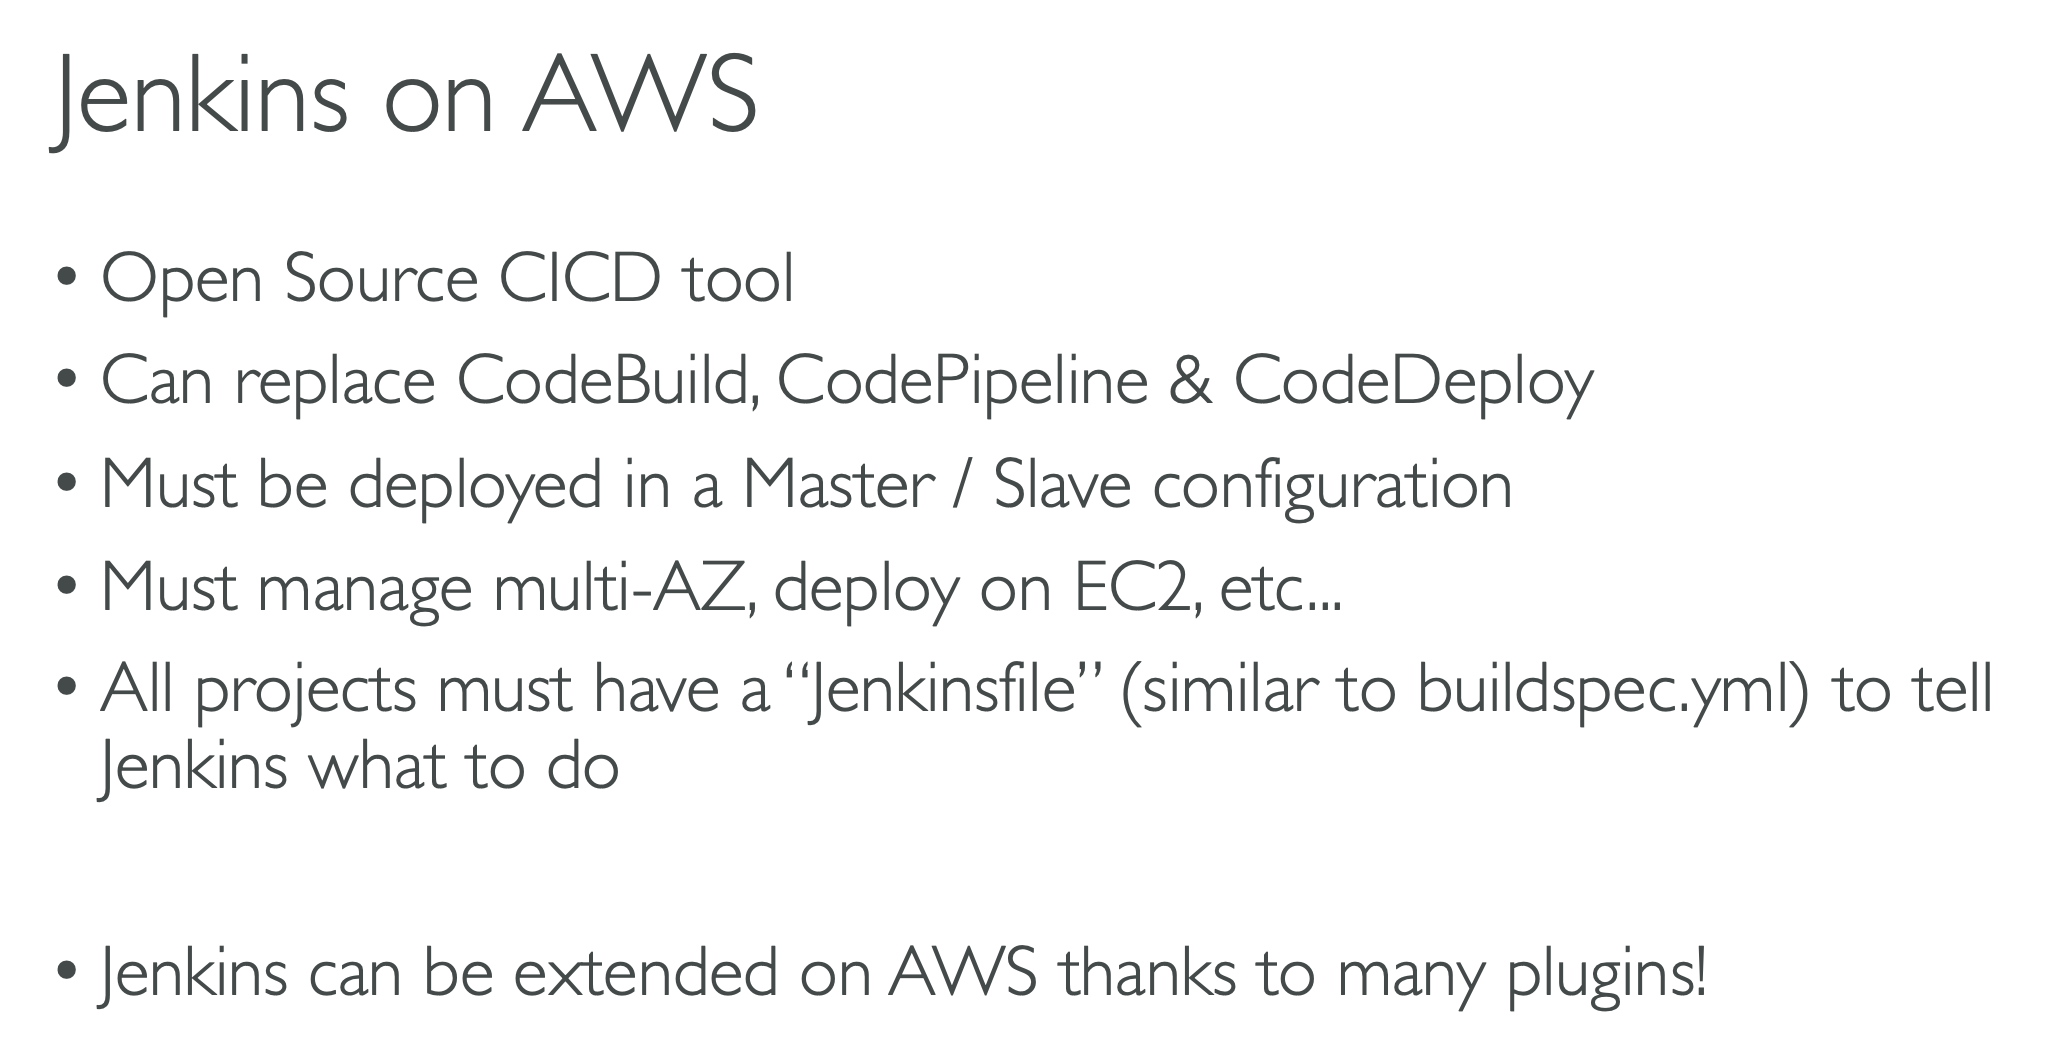 Jenkins on AWS
• Open Source CICD tool
• Can replace CodeBuild, CodePipeline & CodeDeploy
• Must be deployed in a Master / Slave configuration
• Must manage multi-AZ, deploy on EC2, etc...
• All projects must have a “Jenkinsfile” (similar to buildspec.yml) to tell
Jenkins what to do
• Jenkins can be extended on AWS thanks to many plugins!